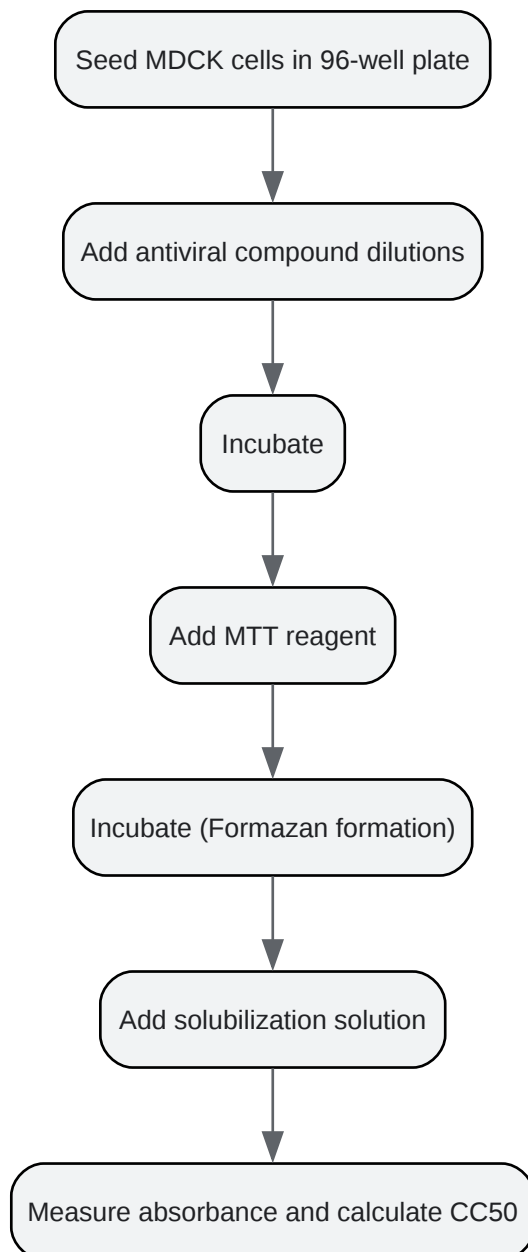 Seed MDCK cells in 96-well plate
Add antiviral compound dilutions
Incubate
Add MTT reagent
Incubate (Formazan formation)
Add solubilization solution
Measure absorbance and calculate CC50